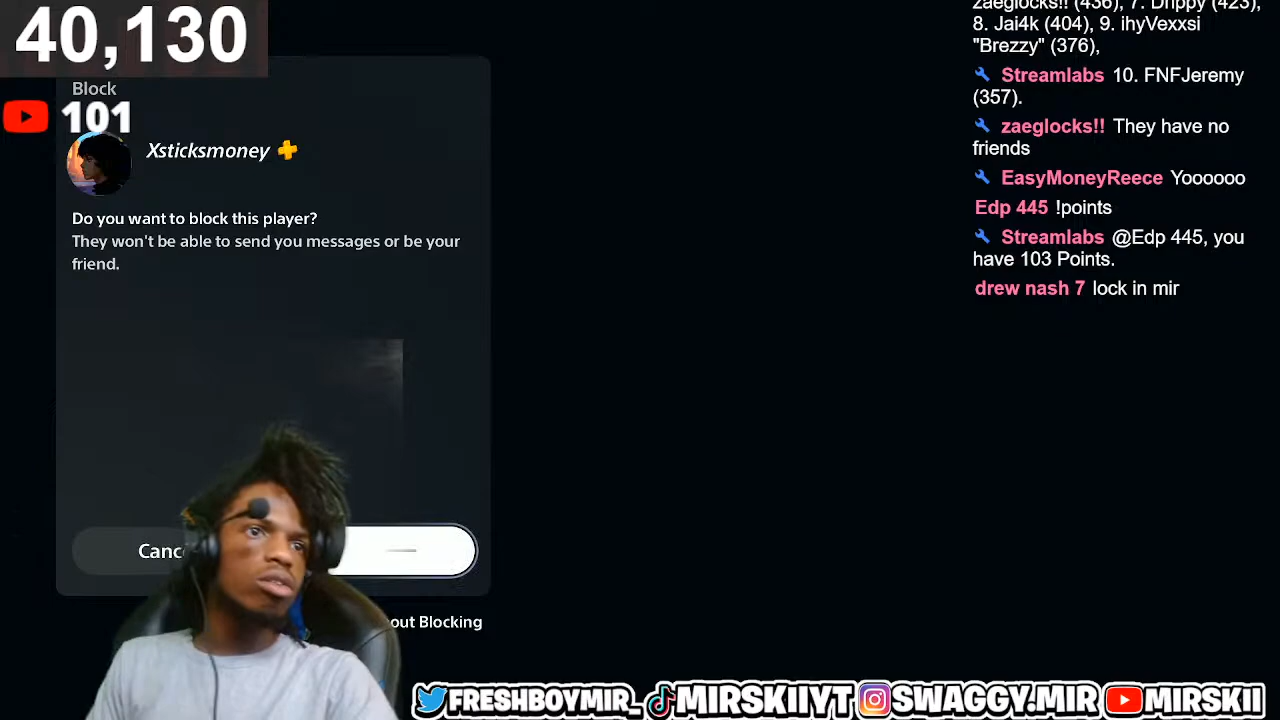 40,130
Block
101
Xsticksmoney
Do you want to block this player?
They won't be able to send you messages or be your
friend.
out Blocking
zaeglocks!! (436), 7. Drippy (423),
8. Jai4k (404), 9. ihyVexxsi
"Brezzy" (376),
Streamlabs 10. FNFJeremy
(357).
zaeglocks!! They have no
friends
EasyMoneyReece Yoooooo
Edp 445 !points
Streamlabs @Edp 445, you
have 103 Points.
drew nash 7 lock in mir
FRESHBOYMIR_ MIRSKIIYT SWAGGY.MIR MIRSKII